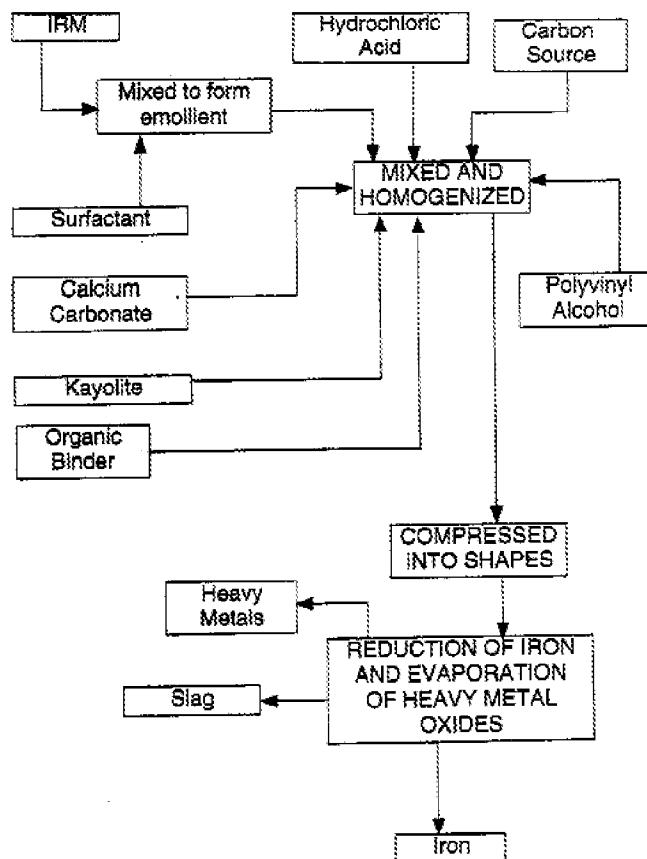 IRM
Hydrochloric
Acid
Carbon
Source
Mixed to form
emollient
MIXED AND
HOMOGENIZED
Surfactant
Calcium
Carbonate
Polyvinyl
Alcohol
Kayolite
Organic
Binder
COMPRESSED
INTO SHAPES
Heavy
Metals
REDUCTION OF IRON
AND EVAPORATION
OF HEAVY METAL
OXIDES
Slag
Iron